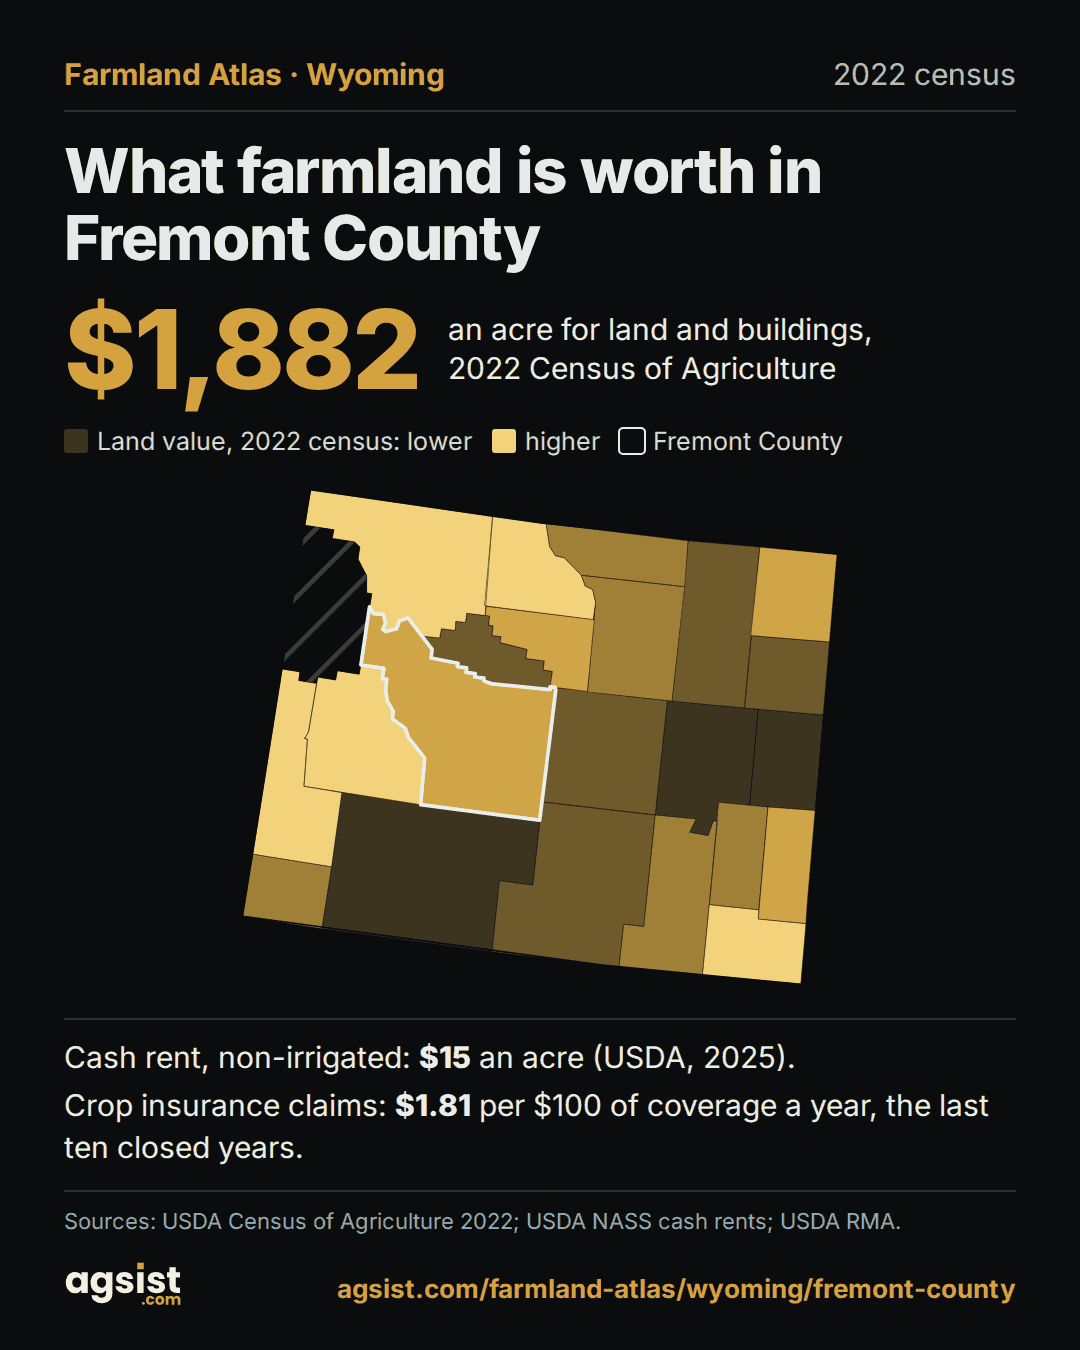 Farmland Atlas · Wyoming
2022 census
What farmland is worth in
Fremont County
$1,882
an acre for land and buildings,
2022 Census of Agriculture
Land value, 2022 census: lower
higher
Fremont County
Cash rent, non-irrigated: $15 an acre (USDA, 2025).
Crop insurance claims: $1.81 per $100 of coverage a year, the last
ten closed years.
Sources: USDA Census of Agriculture 2022; USDA NASS cash rents; USDA RMA.
agsist
.com
agsist.com/farmland-atlas/wyoming/fremont-county